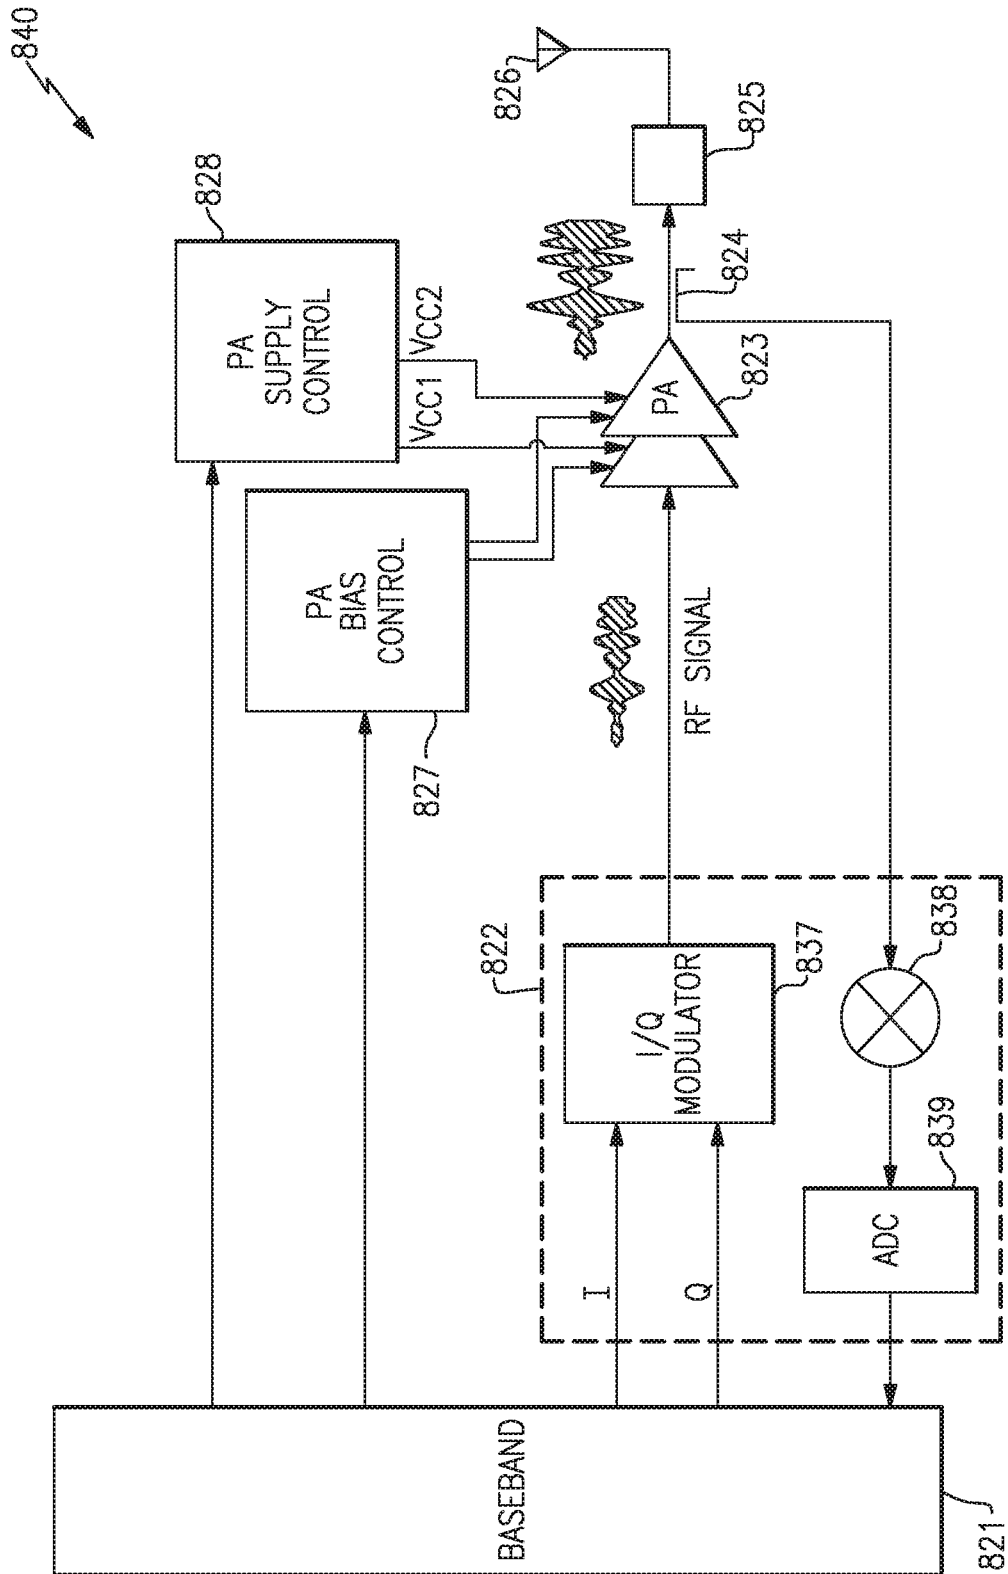 840
828
PA
SUPPLY
CONTROL
VCC1
VCC2
PA
BIAS
CONTROL
827
826
825
824
PA
823
RF SIGNAL
822
I/Q
MODULATOR
837
838
ADC
839
I
Q
BASEBAND
821